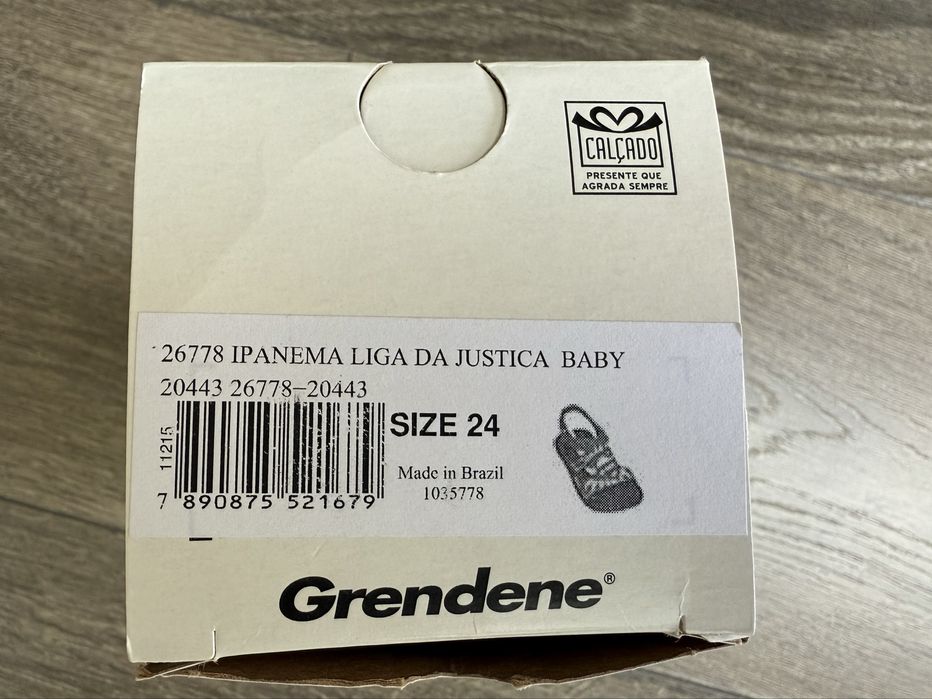 CALÇADO
PRESENTE QUE
AGRADA SEMPRE
26778 IPANEMA LIGA DA JUSTICA BABY
20443 26778-20443
11215
SIZE 24
Made in Brazil
1035778
7 890875 521679
Grendene®